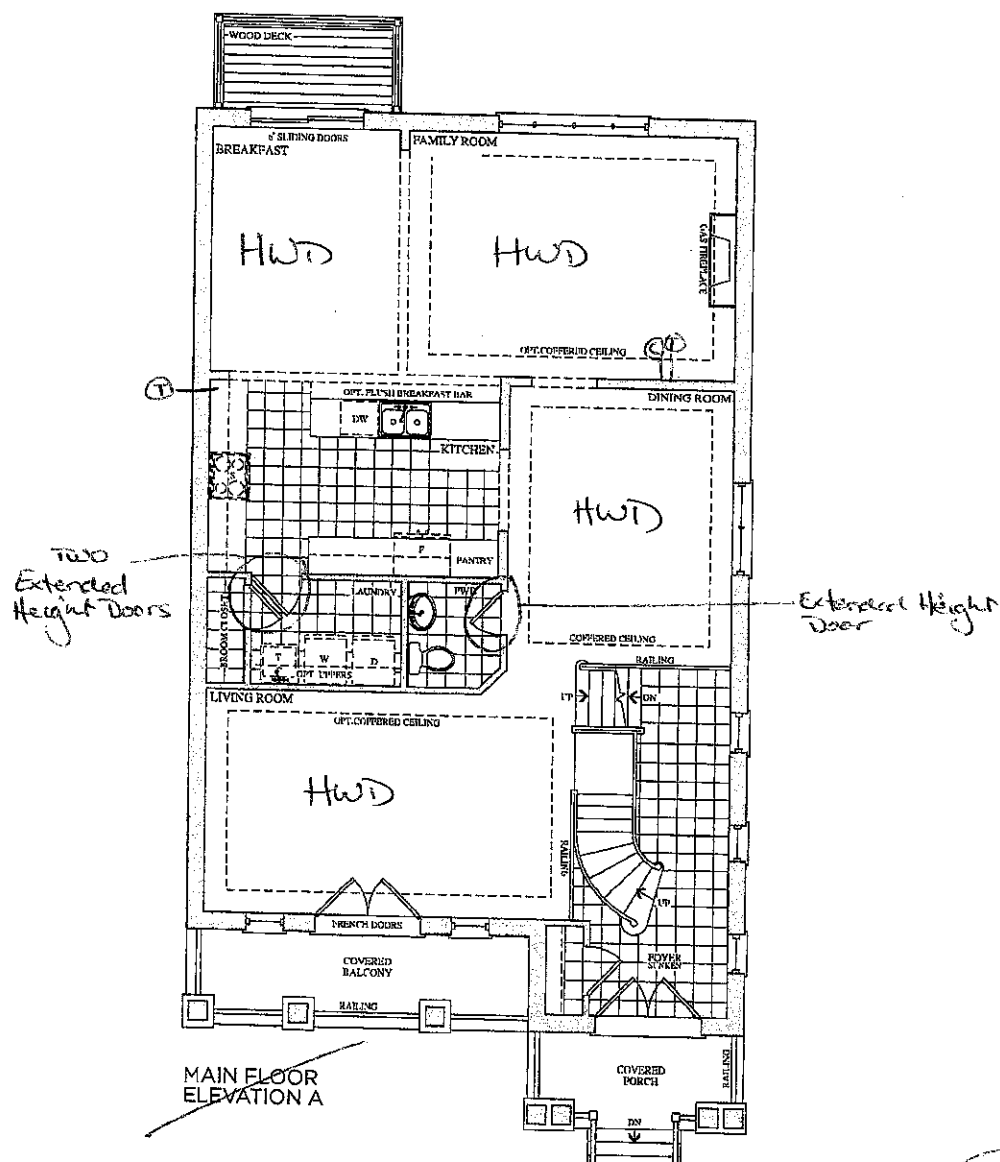 WOOD DECK
6' SLIDING DOORS
BREAKFAST
FAMILY ROOM
HWD
HWD
GAS FIREPLACE
OPT. COFFERED CEILING
C T
T
OPT. FLUSH BREAKFAST BAR
DW
KITCHEN
DINING ROOM
HWD
F
PANTRY
TWO
Extended
Height Doors
LAUNDRY
PWD
Extended Height
Door
BROOM CLOSET
T
W
D
OPT UPPERS
COFFERED CEILING
RAILING
UP
DN
LIVING ROOM
OPT. COFFERED CEILING
HWD
RAILING
UP
FRENCH DOORS
FOYER
SUNKEN
COVERED
BALCONY
RAILING
MAIN FLOOR
ELEVATION A
COVERED
PORCH
RAILING
DN